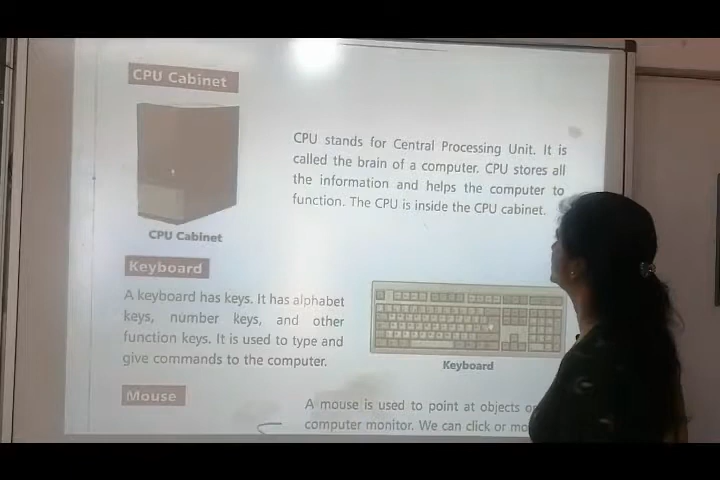 CPU Cabinet
CPU stands for Central Processing Unit. It is
called the brain of a computer. CPU stores all
the information and helps the computer to
function. The CPU is inside the CPU cabinet.
CPU Cabinet
Keyboard
A keyboard has keys. It has alphabet
keys, number keys, and other
function keys. It is used to type and
give commands to the computer.
Keyboard
Mouse
A mouse is used to point at objects
computer monitor. We can click or